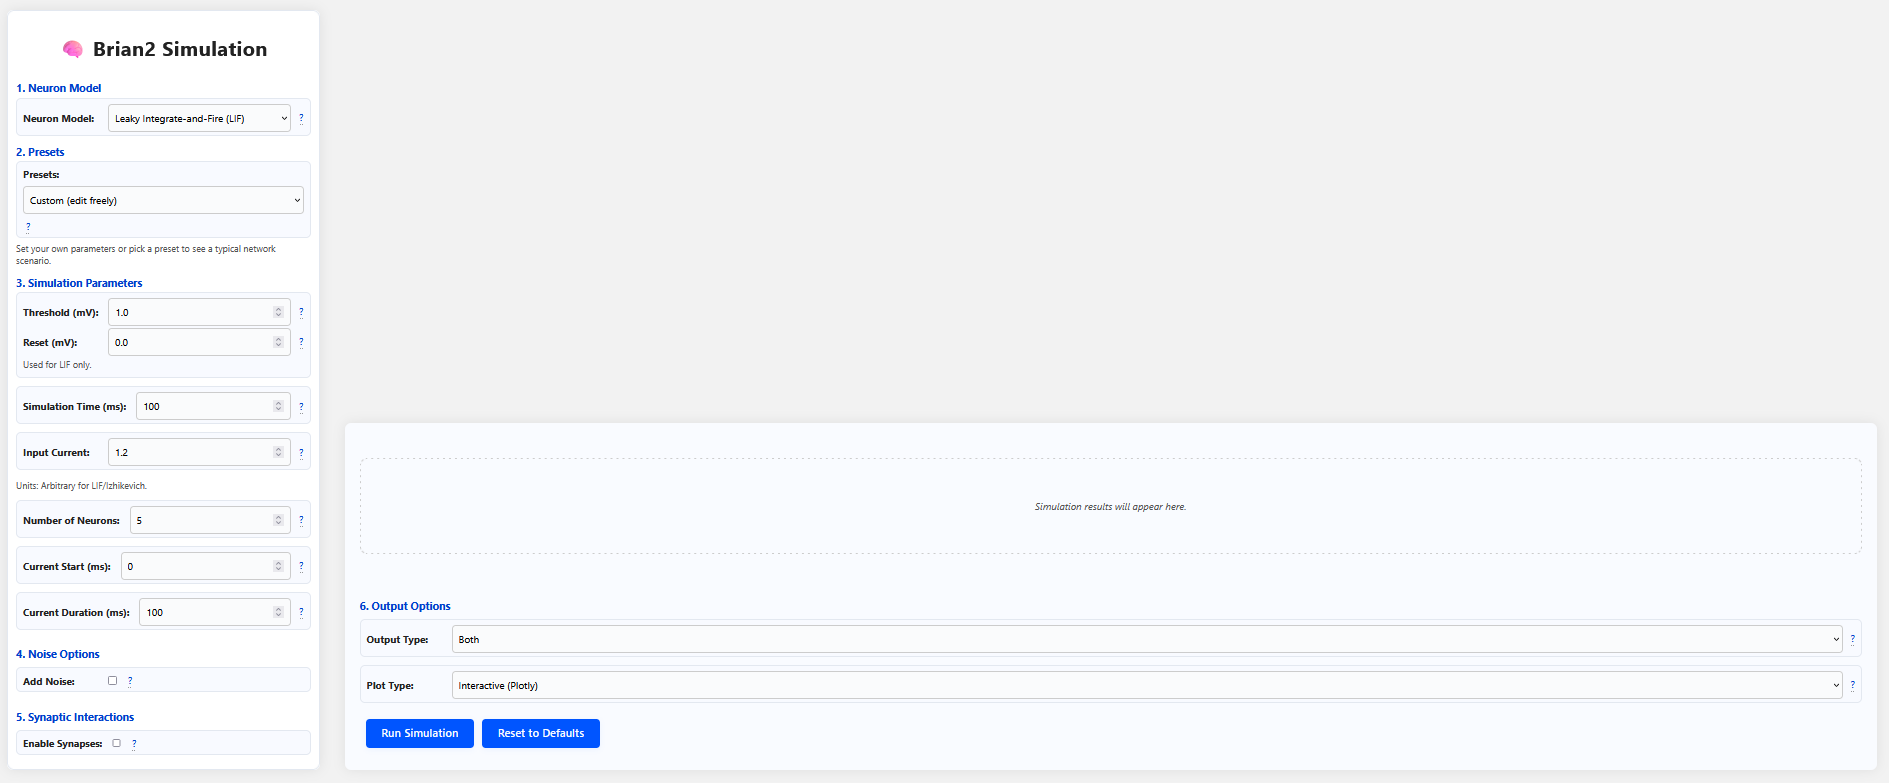 Brian2 Simulation
1. Neuron Model
Neuron Model: Leaky Integrate-and-Fire (LIF) ?
2. Presets
Presets:
Custom (edit freely)
?
Set your own parameters or pick a preset to see a typical network
scenario.
3. Simulation Parameters
Threshold (mV): 1.0 ?
Reset (mV): 0.0 ?
Used for LIF only.
Simulation Time (ms): 100 ?
Input Current: 1.2 ?
Units: Arbitrary for LIF/Izhikevich.
Number of Neurons: 5 ?
Current Start (ms): 0 ?
Current Duration (ms): 100 ?
4. Noise Options
Add Noise: ?
5. Synaptic Interactions
Enable Synapses: ?
Simulation results will appear here.
6. Output Options
Output Type: Both ?
Plot Type: Interactive (Plotly) ?
Run Simulation Reset to Defaults